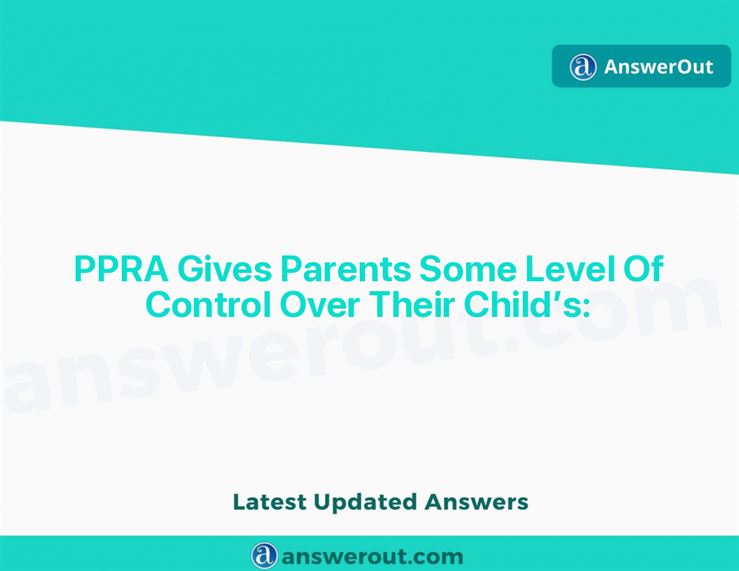 AnswerOut
PPRA Gives Parents Some Level Of
Control Over Their Child’s:
answerout.com
Latest Updated Answers
answerout.com